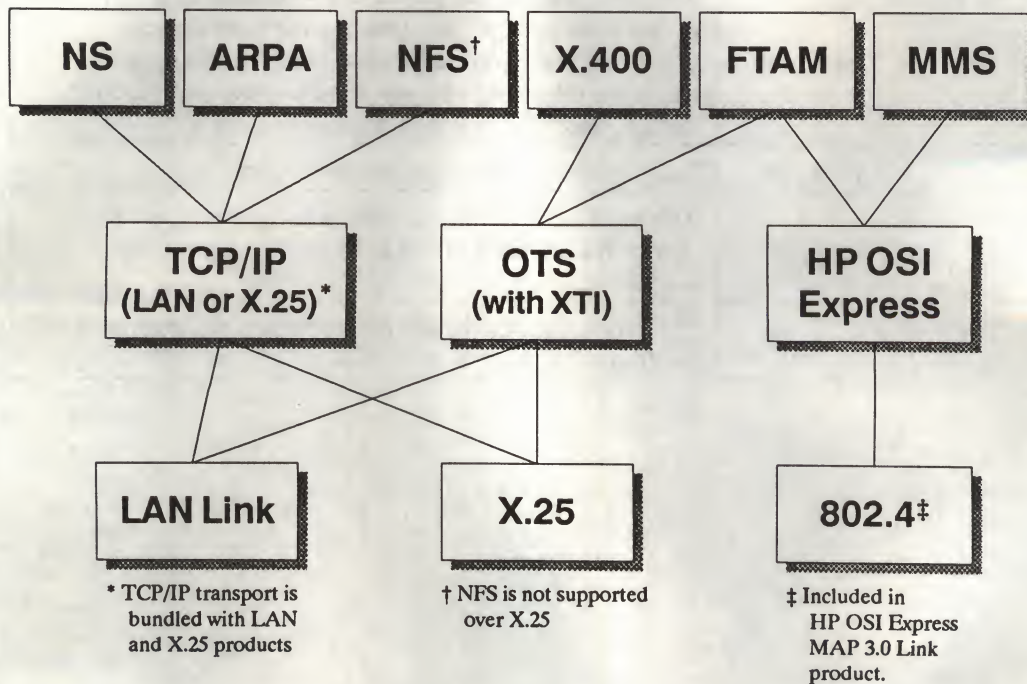 NS
ARPA
NFS†
X.400
FTAM
MMS
TCP/IP
(LAN or X.25)*
OTS
(with XTI)
HP OSI
Express
LAN Link
X.25
802.4‡
* TCP/IP transport is
bundled with LAN
and X.25 products
† NFS is not supported
over X.25
‡ Included in
HP OSI Express
MAP 3.0 Link
product.